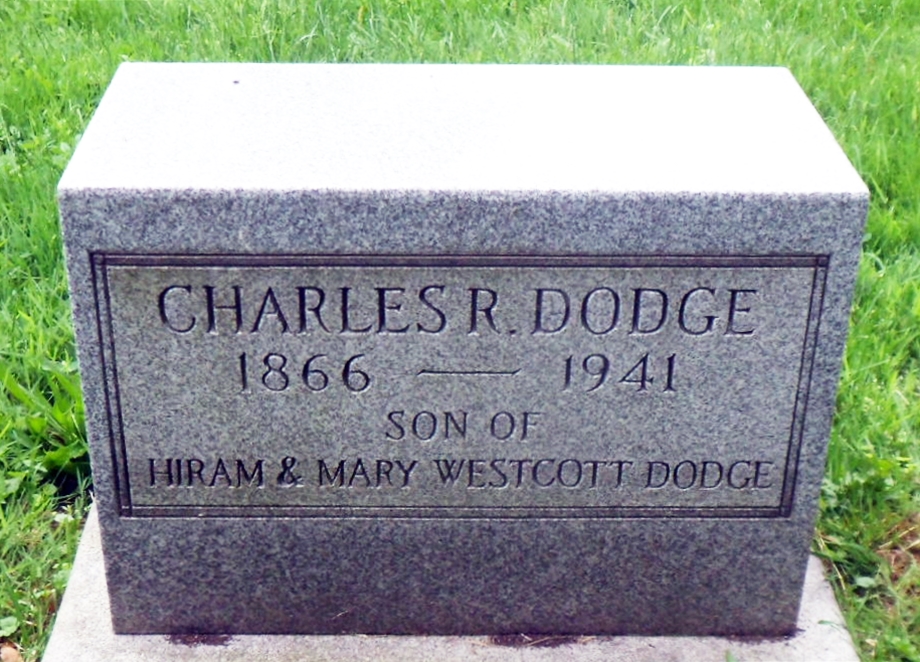 CHARLES R. DODGE
1866 — 1941
SON OF
HIRAM & MARY WESTCOTT DODGE